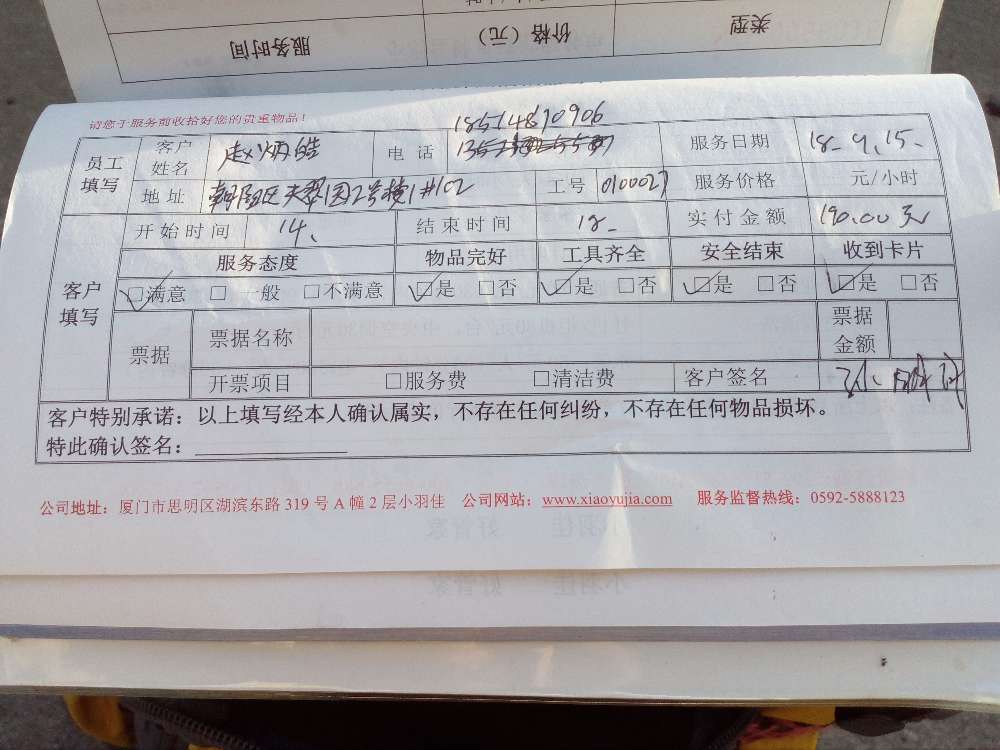 类型 价格（元） 服务时间
请您于服务前收拾好您的贵重物品！
18514890906
员工填写 客户姓名 赵炳皓 电 话 服务日期 18.9.15.
地 址 朝阳区天翠园2号楼1#102 工号 0100027 服务价格 元/小时
客户填写 开始时间 14、 结束时间 18 实付金额 190.00元
服务态度 物品完好 工具齐全 安全结束 收到卡片
☑满意 □ 一般 □不满意 ☑是 □否 ☑是 □否 ☑是 □否 ☑是 □否
票据 票据名称 票据金额
开票项目 □服务费 □清洁费 客户签名
客户特别承诺：以上填写经本人确认属实，不存在任何纠纷，不存在任何物品损坏。
特此确认签名：
公司地址：厦门市思明区湖滨东路 319 号 A 幢 2 层小羽佳 公司网站：www.xiaoyujia.com 服务监督热线：0592-5888123